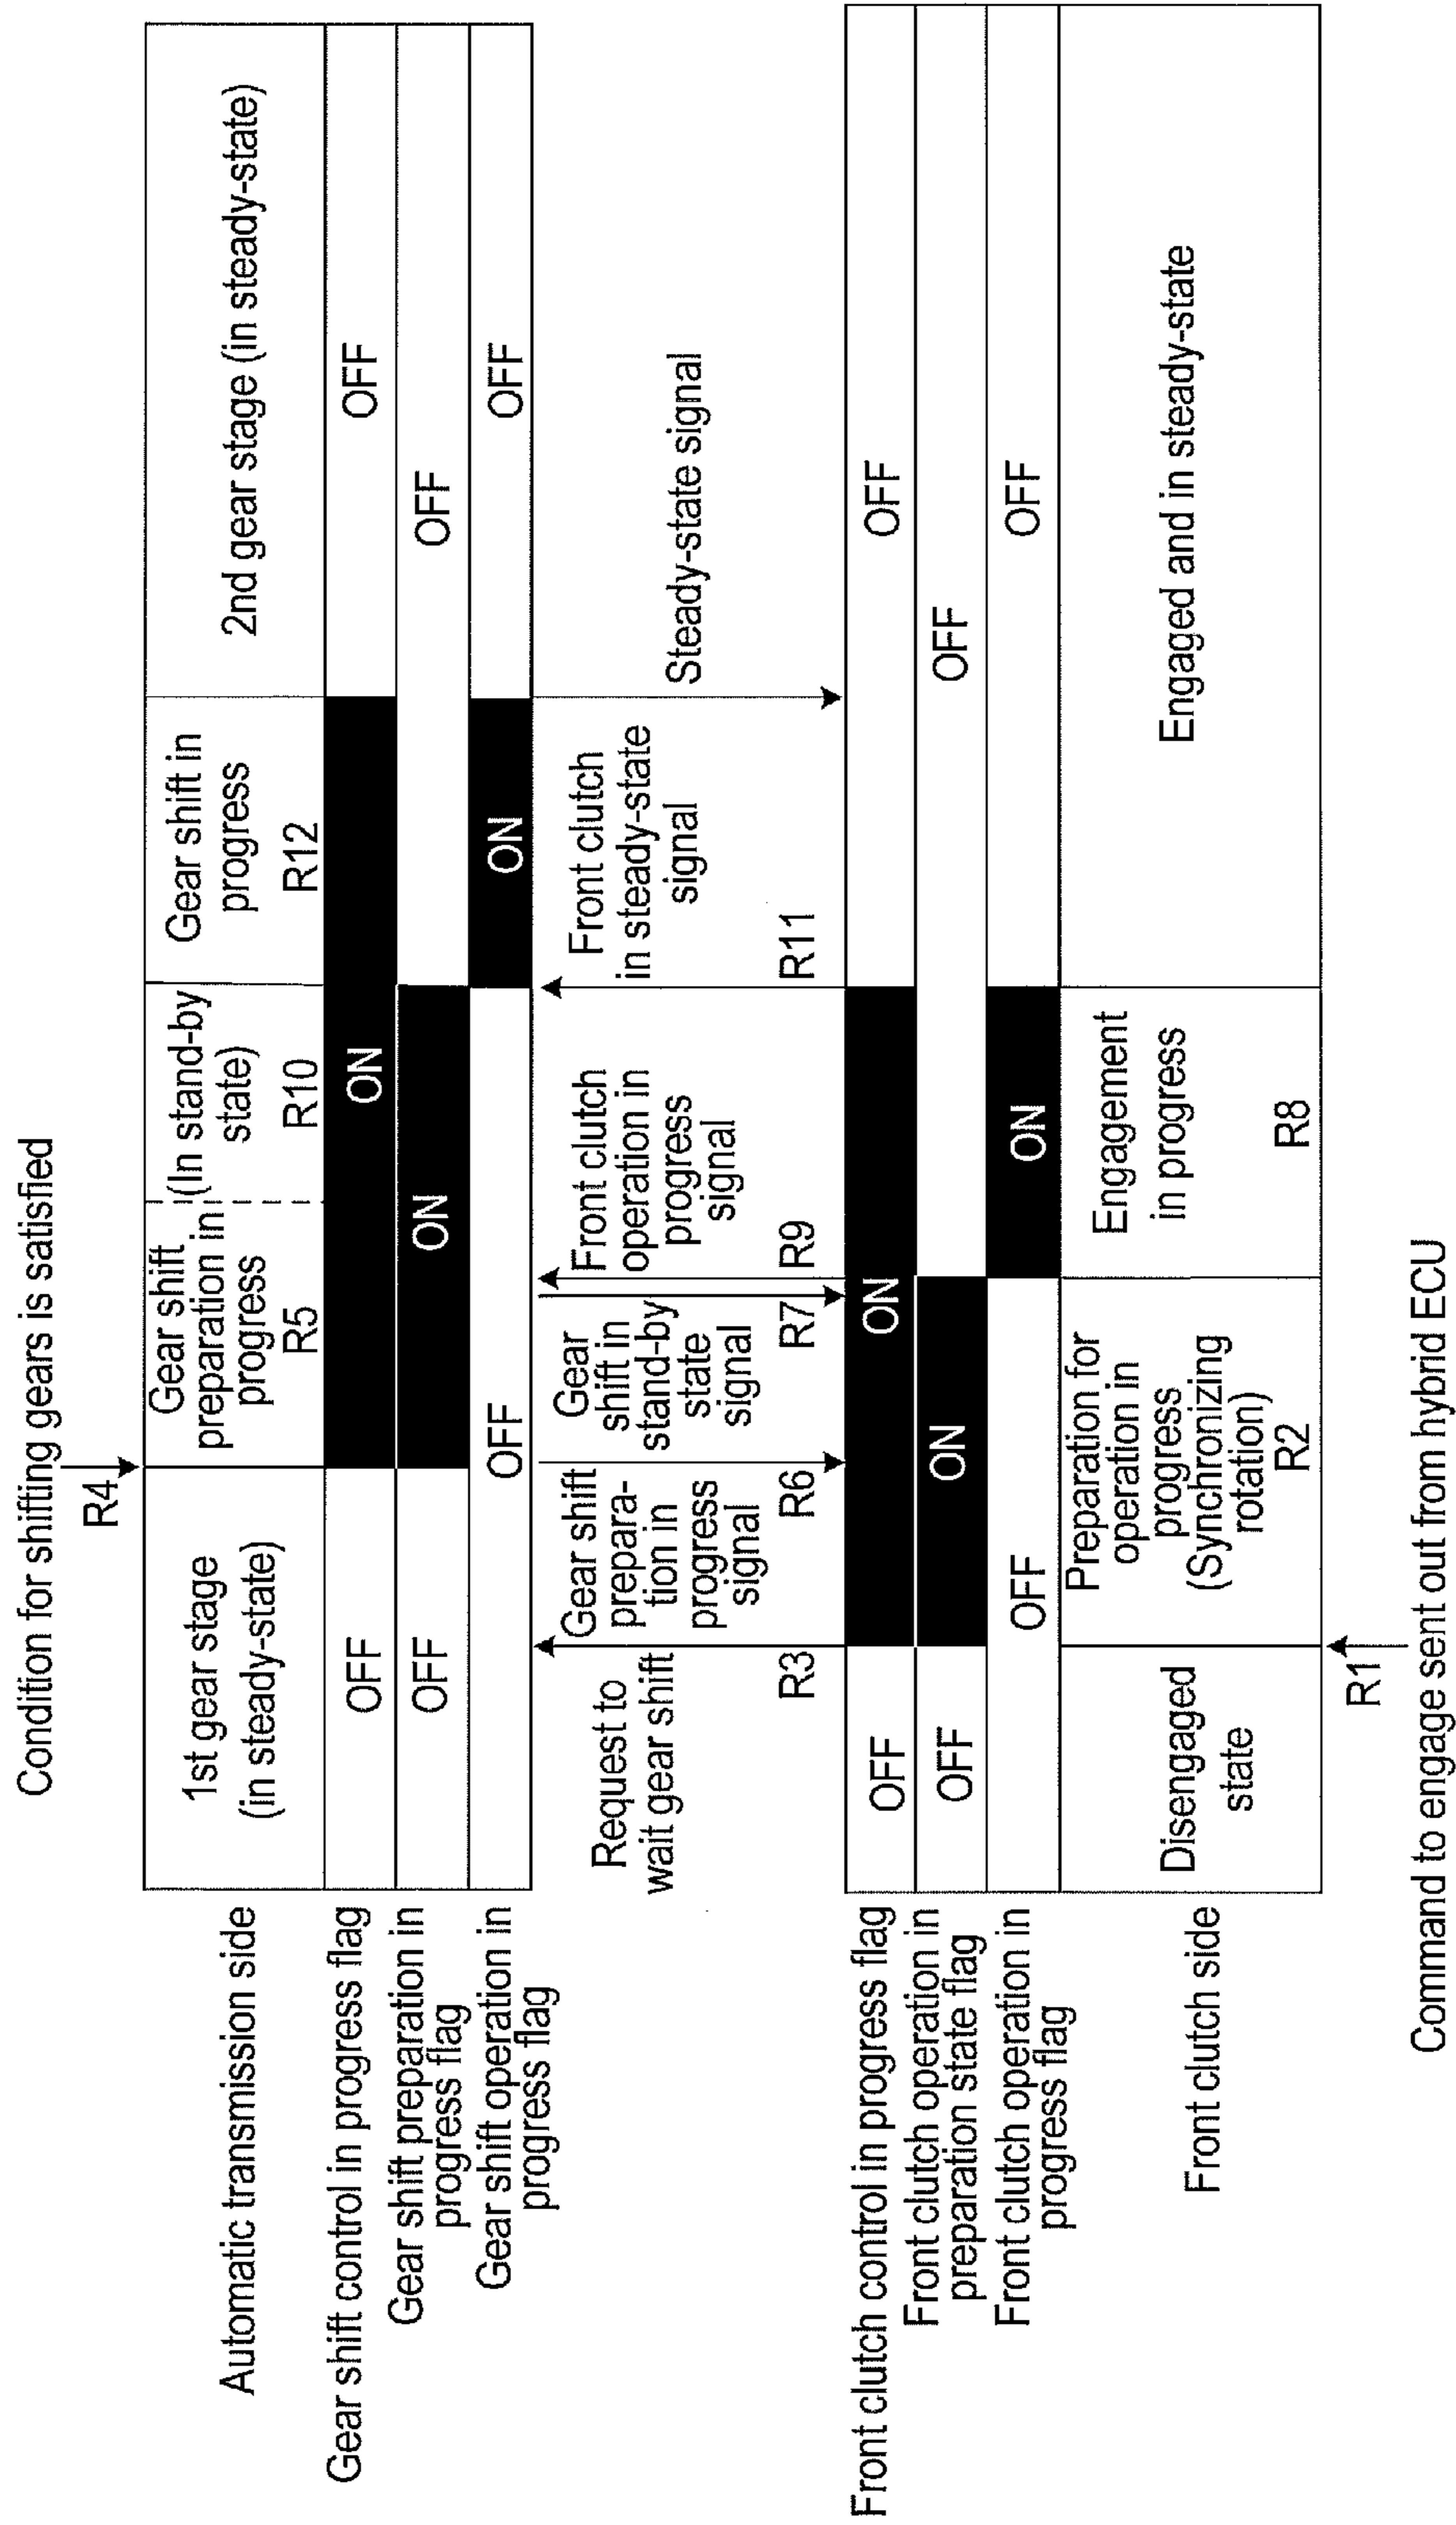 Condition for shifting gears is satisfied
R4
Automatic transmission side
1st gear stage
(in steady-state)
Gear shift
preparation in
progress
R5
(In stand-by
state)
R10
Gear shift in
progress
R12
2nd gear stage (in steady-state)
Gear shift control in progress flag
OFF
ON
OFF
Gear shift preparation in
progress flag
OFF
ON
OFF
Gear shift operation in
progress flag
OFF
ON
OFF
Request to
wait gear shift
R3
Gear shift
prepara-
tion in
progress
signal
R6
Gear
shift in
stand-by
state
signal
R7
Front clutch
operation in
progress
signal
R9
Front clutch
in steady-state
signal
R11
Steady-state signal
Front clutch control in progress flag
OFF
ON
OFF
Front clutch operation in
preparation state flag
OFF
ON
OFF
Front clutch operation in
progress flag
OFF
ON
OFF
Front clutch side
Disengaged
state
Preparation for
operation in
progress
(Synchronizing
rotation)
R2
Engagement
in progress
R8
Engaged and in steady-state
R1
Command to engage sent out from hybrid ECU